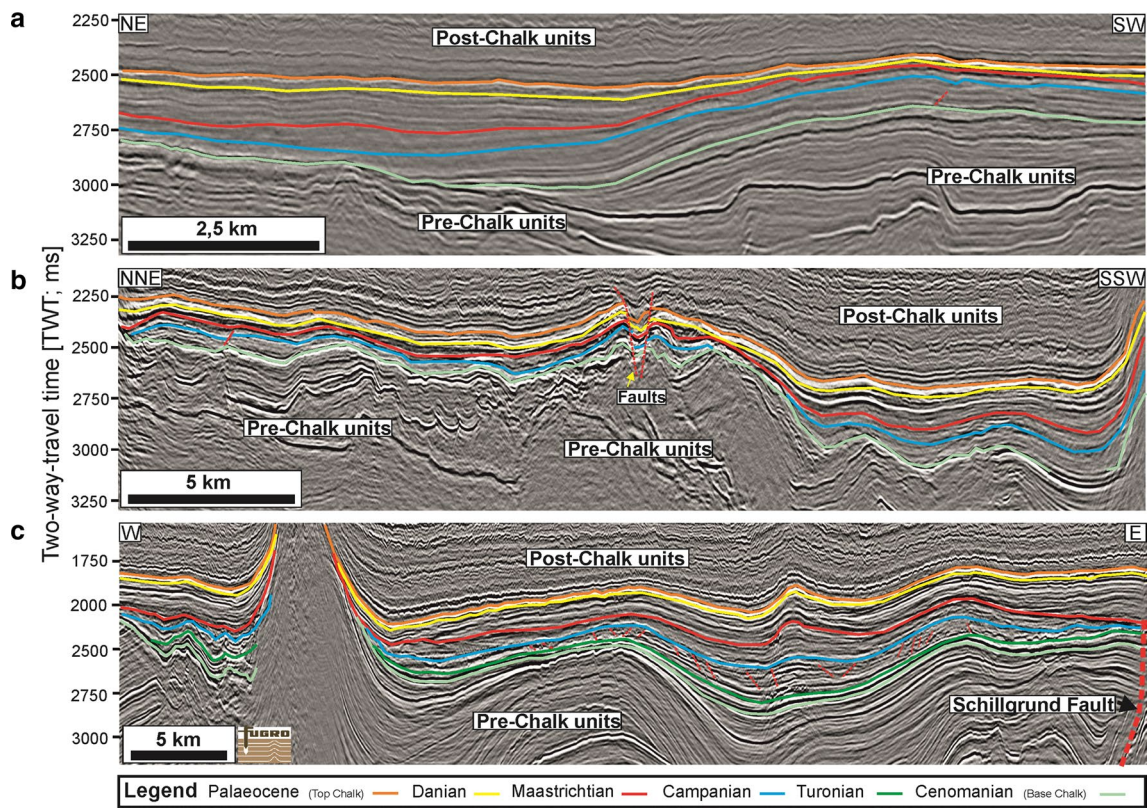 a
NE
SW
Post-Chalk units
2250
2500
2750
3000
3250
Pre-Chalk units
Pre-Chalk units
2,5 km
Two-way-travel time [TWT; ms]
b
NNE
SSW
2250
2500
2750
3000
3250
Post-Chalk units
Faults
Pre-Chalk units
Pre-Chalk units
5 km
c
W
E
1750
2000
2500
2750
3000
Post-Chalk units
Pre-Chalk units
Schillgrund Fault
5 km
FUGRO
Legend Palaeocene (Top Chalk) Danian Maastrichtian Campanian Turonian Cenomanian (Base Chalk)